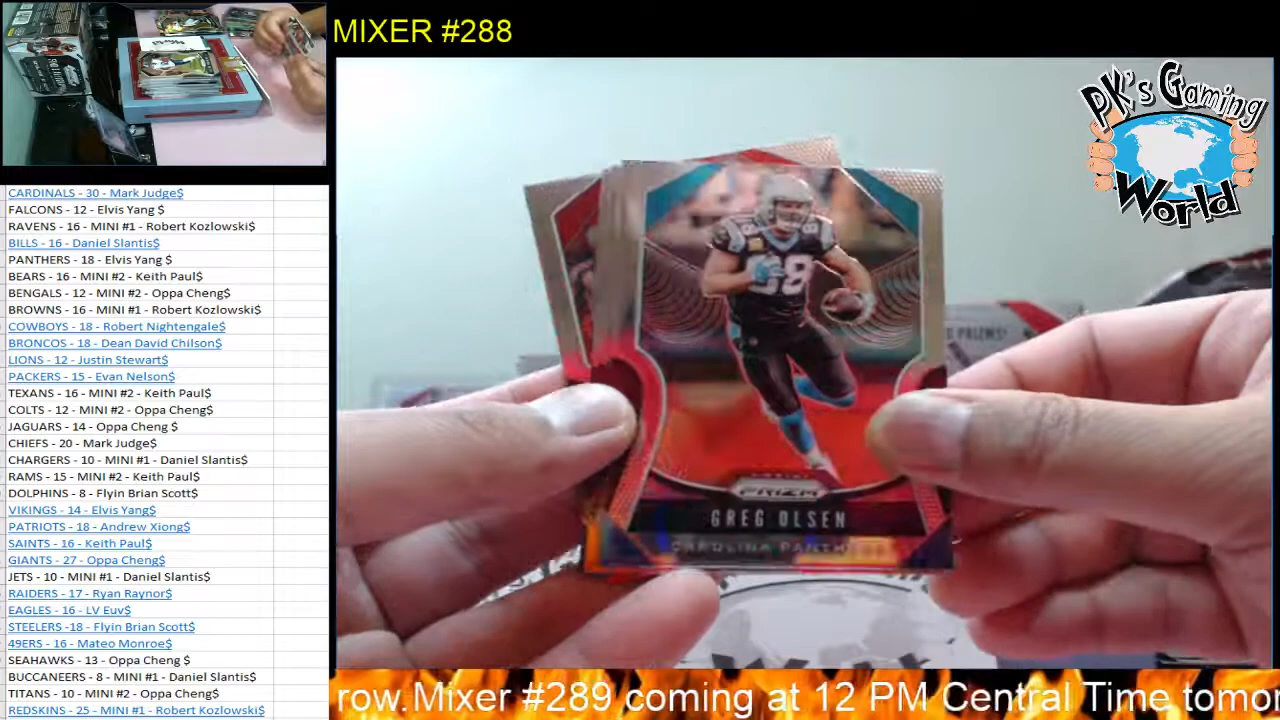 MIXER #288
PK's Gaming
World
CARDINALS - 30 - Mark Judge$
FALCONS - 12 - Elvis Yang $
RAVENS - 16 - MINI #1 - Robert Kozlowski$
BILLS - 16 - Daniel Slantis$
PANTHERS - 18 - Elvis Yang $
BEARS - 16 - MINI #2 - Keith Paul$
BENGALS - 12 - MINI #2 - Oppa Cheng$
BROWNS - 16 - MINI #1 - Robert Kozlowski$
COWBOYS - 18 - Robert Nightengale$
BRONCOS - 18 - Dean David Chilson$
LIONS - 12 - Justin Stewart$
PACKERS - 15 - Evan Nelson$
TEXANS - 16 - MINI #2 - Keith Paul$
COLTS - 12 - MINI #2 - Oppa Cheng$
JAGUARS - 14 - Oppa Cheng $
CHIEFS - 20 - Mark Judge$
CHARGERS - 10 - MINI #1 - Daniel Slantis$
RAMS - 15 - MINI #2 - Keith Paul$
DOLPHINS - 8 - Flyin Brian Scott$
VIKINGS - 14 - Elvis Yang$
PATRIOTS - 18 - Andrew Xiong$
SAINTS - 16 - Keith Paul$
GIANTS - 27 - Oppa Cheng$
JETS - 10 - MINI #1 - Daniel Slantis$
RAIDERS - 17 - Ryan Raynor$
EAGLES - 16 - LV Euv$
STEELERS -18 - Flyin Brian Scott$
49ERS - 16 - Mateo Monroe$
SEAHAWKS - 13 - Oppa Cheng $
BUCCANEERS - 8 - MINI #1 - Daniel Slantis$
TITANS - 10 - MINI #2 - Oppa Cheng$
REDSKINS - 25 - MINI #1 - Robert Kozlowski$
88
PANINI
PRIZM
GREG OLSEN
CAROLINA PANTH
PRIZMS
row.Mixer #289 coming at 12 PM Central Time tomor